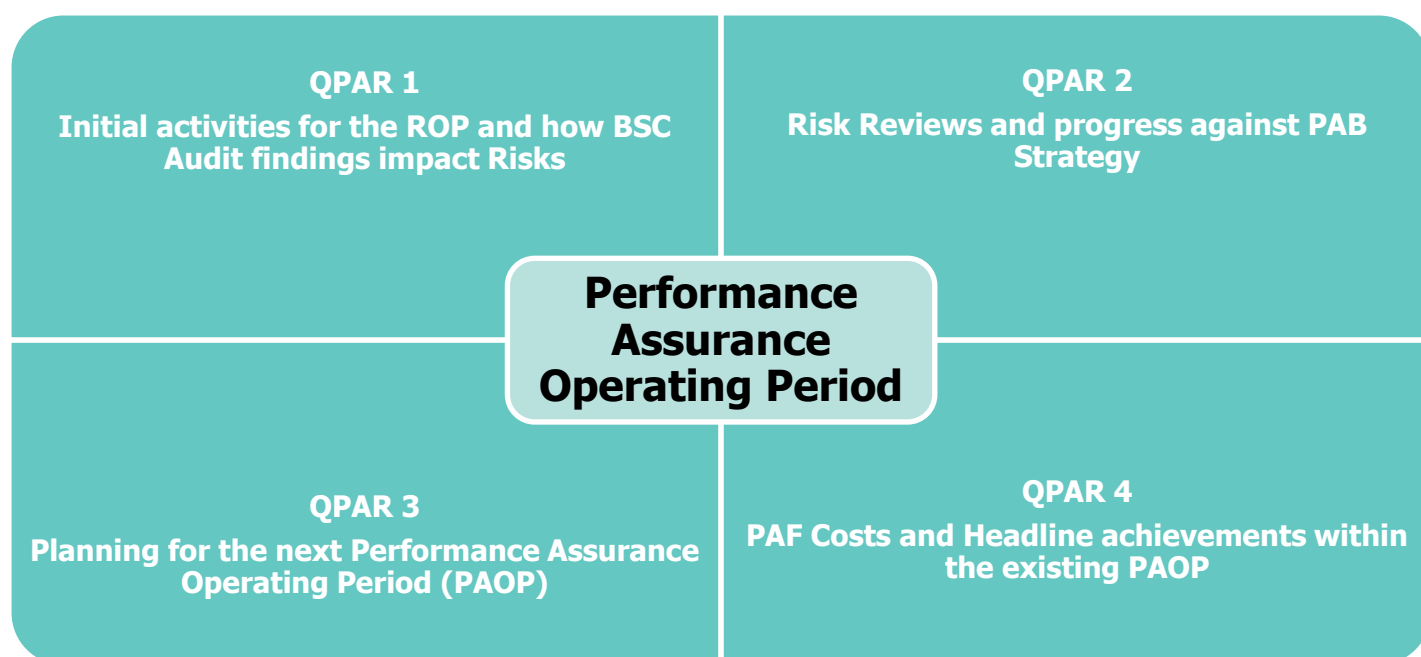 QPAR 1
Initial activities for the ROP and how BSC
Audit findings impact Risks
QPAR 2
Risk Reviews and progress against PAB
Strategy
Performance
Assurance
Operating Period
QPAR 3
Planning for the next Performance Assurance
Operating Period (PAOP)
QPAR 4
PAF Costs and Headline achievements within
the existing PAOP